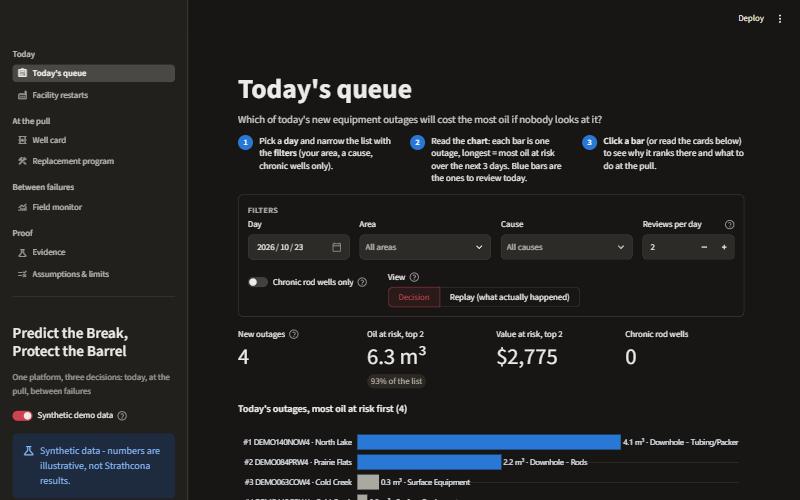 Deploy
Today
Today's queue
Facility restarts
At the pull
Well card
Replacement program
Between failures
Field monitor
Proof
Evidence
Assumptions & limits
Predict the Break,
Protect the Barrel
One platform, three decisions: today, at the
pull, between failures
Synthetic demo data
Synthetic data - numbers are
illustrative, not Strathcona
results.
Today's queue
Which of today's new equipment outages will cost the most oil if nobody looks at it?
1
Pick a day and narrow the list with
the filters (your area, a cause,
chronic wells only).
2
Read the chart: each bar is one
outage, longest = most oil at risk
over the next 3 days. Blue bars are
the ones to review today.
3
Click a bar (or read the cards below)
to see why it ranks there and what to
do at the pull.
FILTERS
Day
Area
Cause
Reviews per day
2026 / 10 / 23
All areas
All causes
2
Chronic rod wells only
View
Decision
Replay (what actually happened)
New outages
Oil at risk, top 2
Value at risk, top 2
Chronic rod wells
4
6.3 m³
$2,775
0
93% of the list
Today's outages, most oil at risk first (4)
#1 DEMO140NOW4 · North Lake
4.1 m³ · Downhole – Tubing/Packer
#2 DEMO084PRW4 · Prairie Flats
2.2 m³ · Downhole – Rods
#3 DEMO063COW4 · Cold Creek
0.3 m³ · Surface Equipment